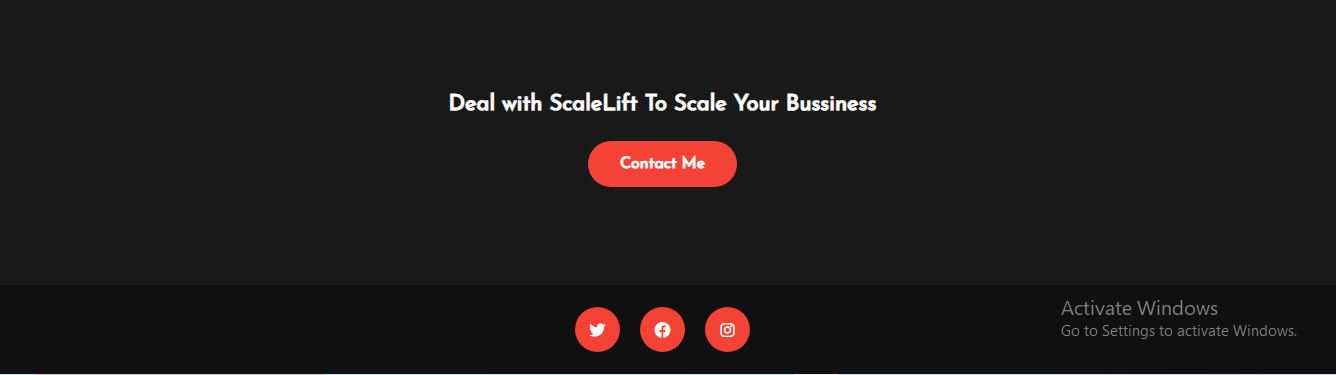 Deal with ScaleLift To Scale Your Bussiness
Contact Me
Activate Windows
Go to Settings to activate Windows.